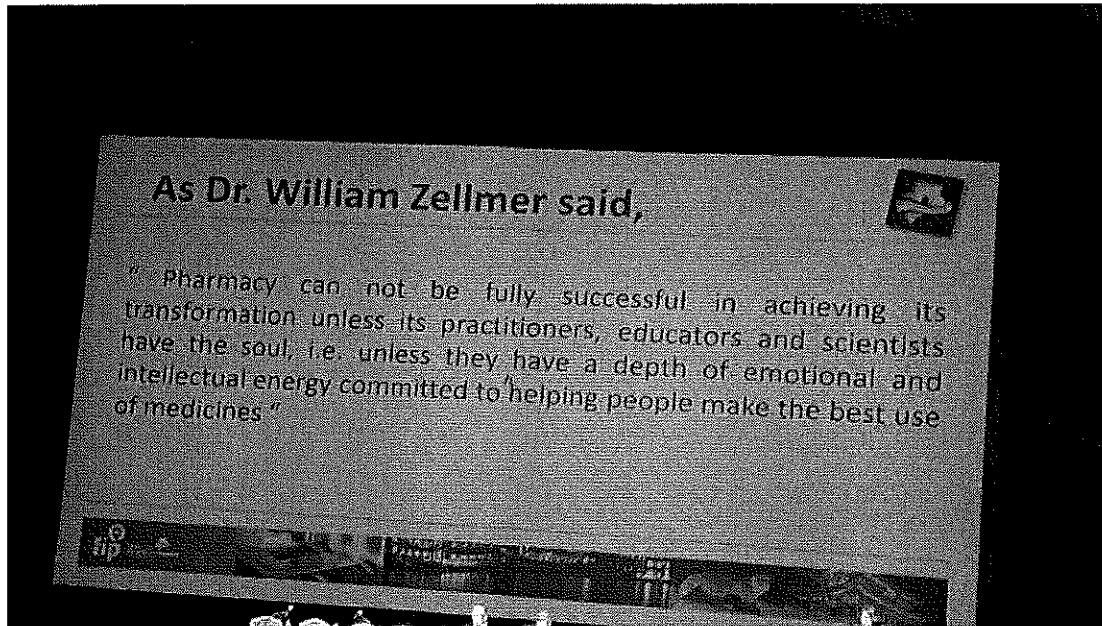 As Dr. William Zellmer said,
" Pharmacy can not be fully successful in achieving its
transformation unless its practitioners, educators and scientists
have the soul, i.e. unless they have a depth of emotional and
intellectual energy committed to helping people make the best use
of medicines "
fip